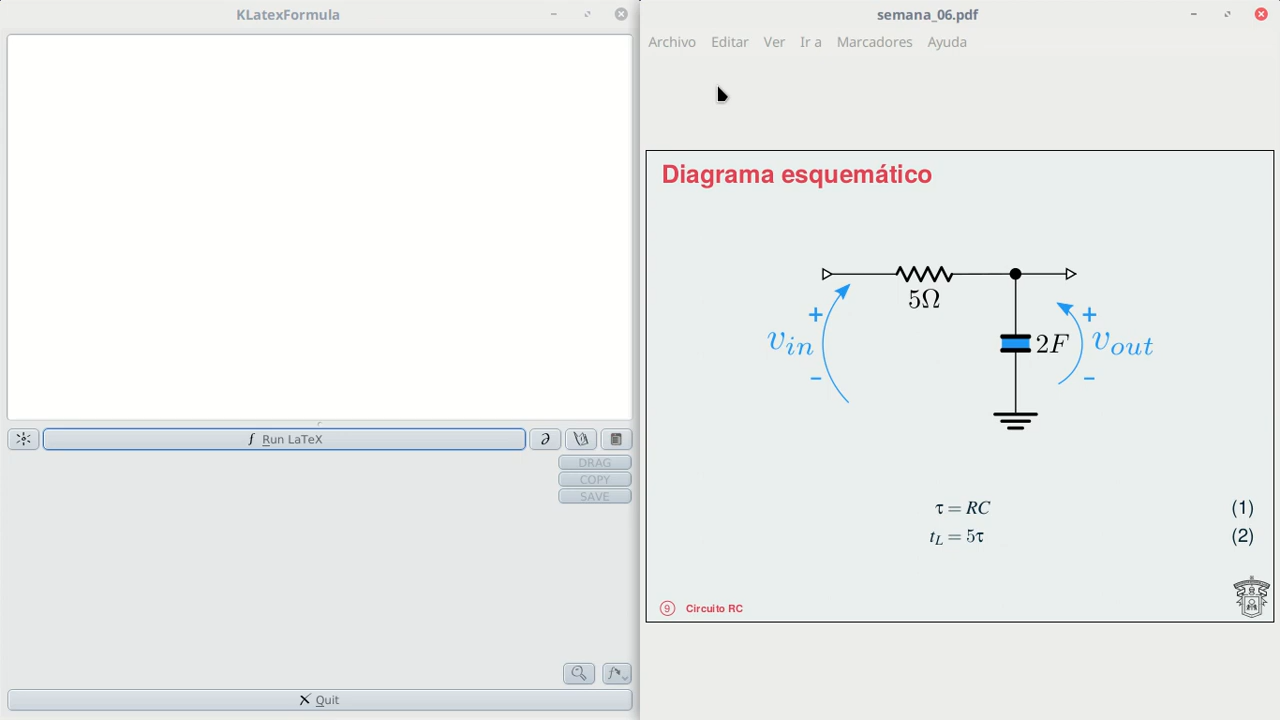 KLatexFormula
semana_06.pdf
Archivo Editar Ver Ir a Marcadores Ayuda
Diagrama esquemático
5Ω
+ +
v_in 2F v_out
- -
∫ Run LaTeX ∂
DRAG
COPY
SAVE
τ = RC (1)
t_L = 5τ (2)
9 Circuito RC
Quit